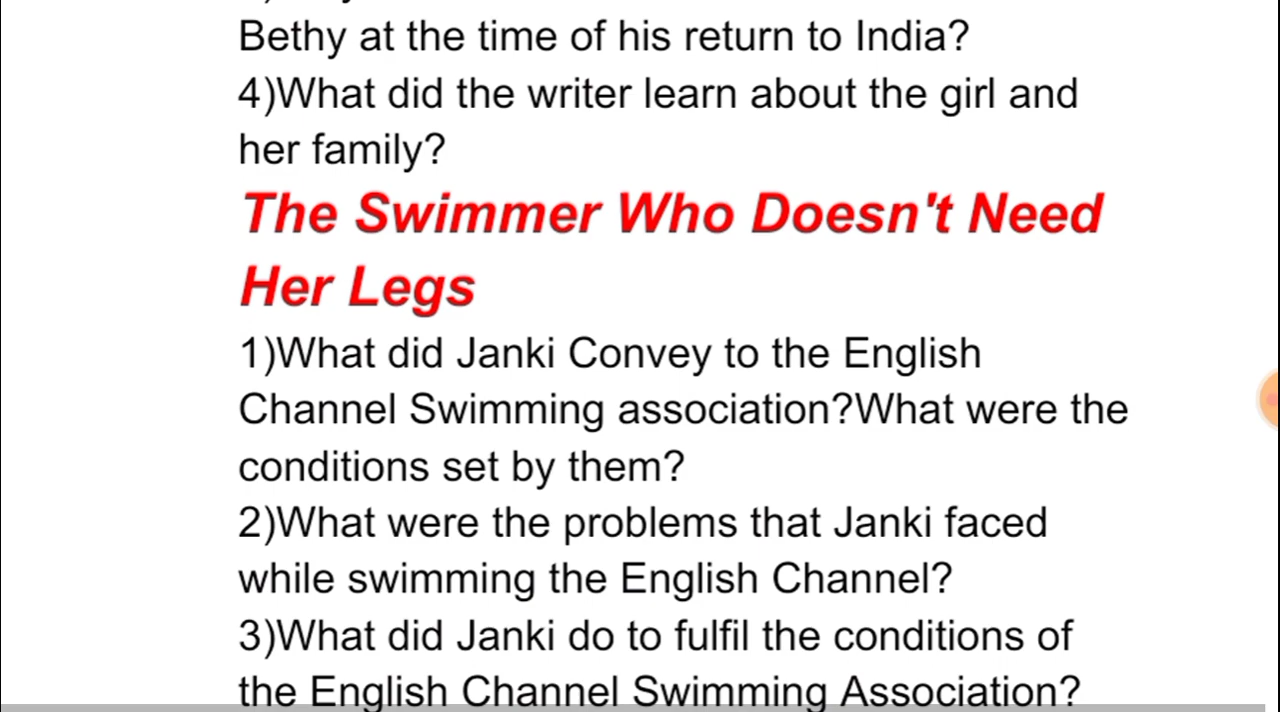 Bethy at the time of his return to India?
4)What did the writer learn about the girl and
her family?
The Swimmer Who Doesn't Need
Her Legs
1)What did Janki Convey to the English
Channel Swimming association?What were the
conditions set by them?
2)What were the problems that Janki faced
while swimming the English Channel?
3)What did Janki do to fulfil the conditions of
the English Channel Swimming Association?